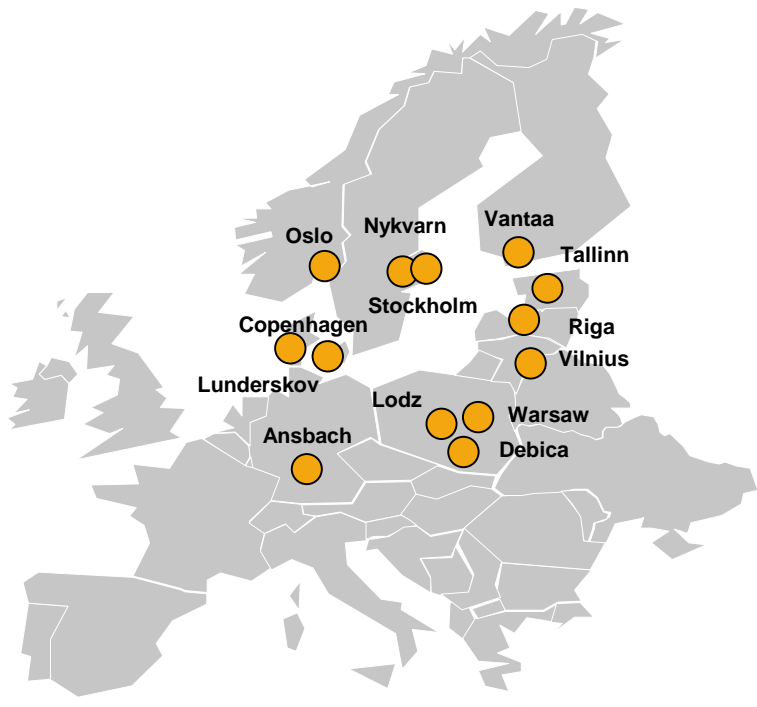 Vantaa
Nykvarn
Oslo
Tallinn
Stockholm
Copenhagen
Riga
Vilnius
Lunderskov
Lodz
Warsaw
Ansbach
Debica